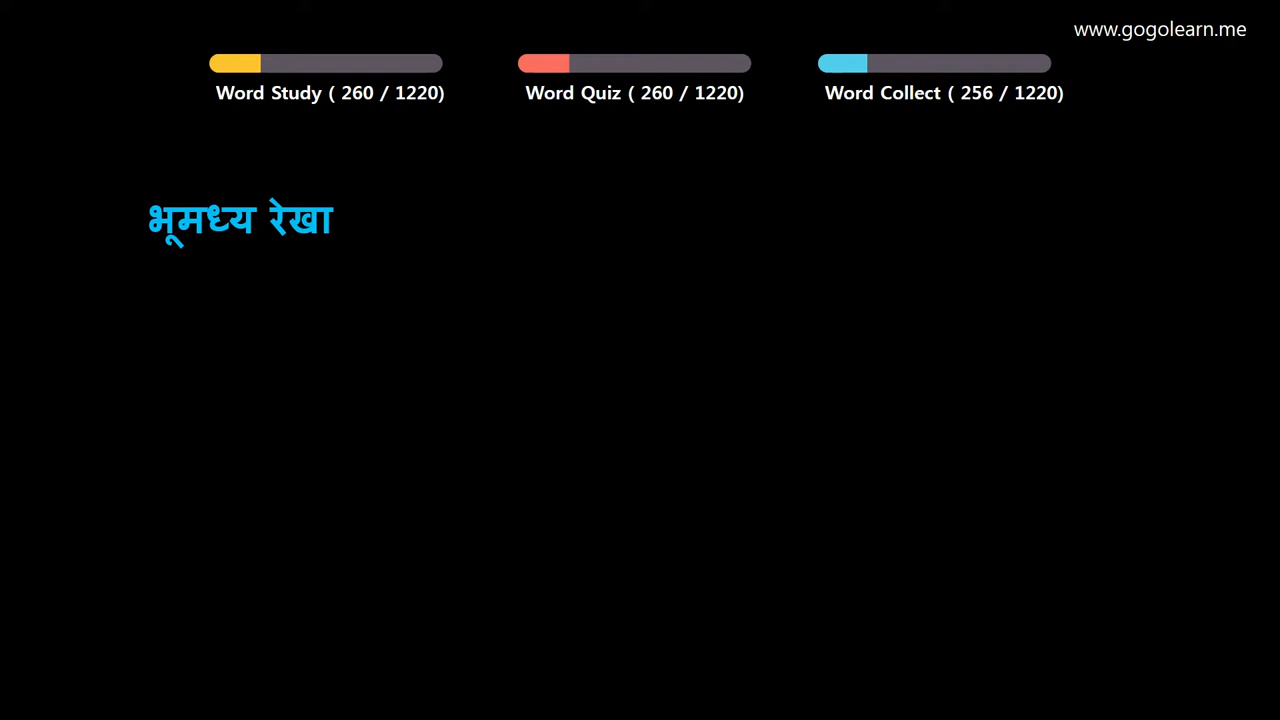 www.gogolearn.me
Word Study ( 260 / 1220)
Word Quiz ( 260 / 1220)
Word Collect ( 256 / 1220)
भूमध्य रेखा